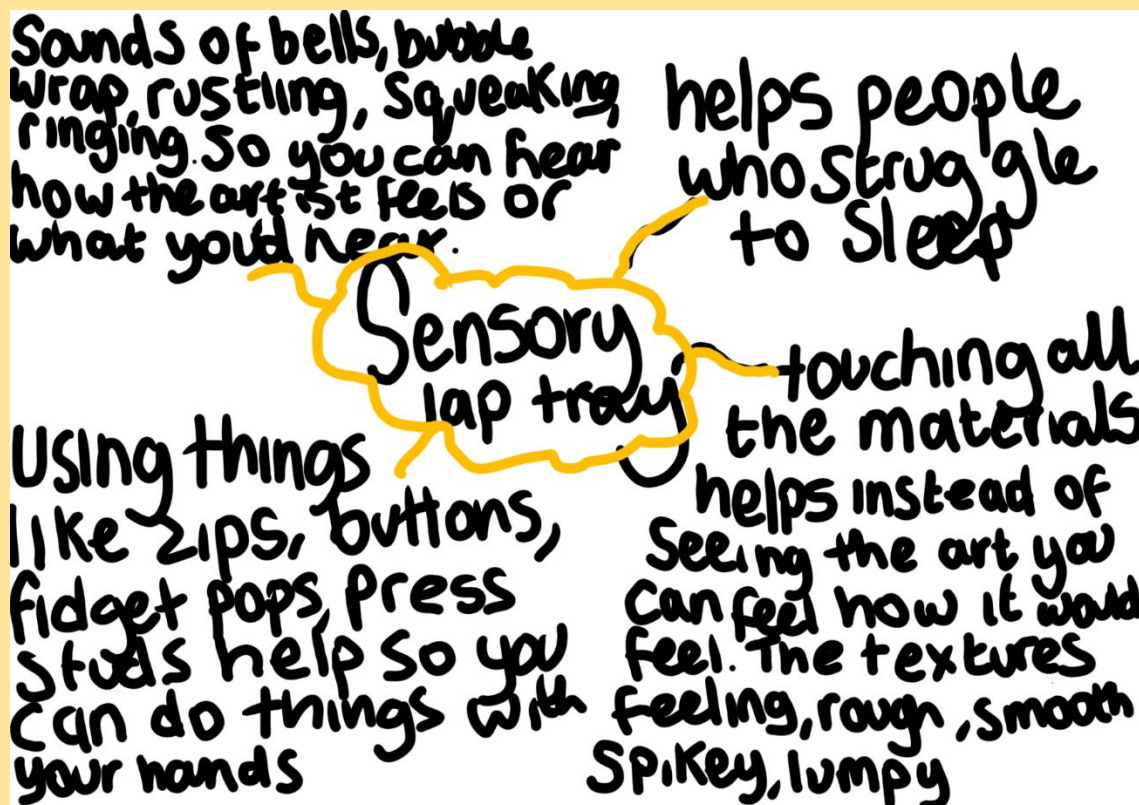 Sounds of bells, bubble
wrap, rustling, squeaking,
ringing. So you can hear
how the artist feels or
what you'd hear.
helps people
who struggle
to sleep
Sensory
lap tray
touching all
the materials
helps instead of
seeing the art you
can feel how it would
feel. The textures
feeling, rough, smooth
spikey, lumpy
Using things
like zips, buttons,
fidget pops, press
studs help so you
can do things with
your hands